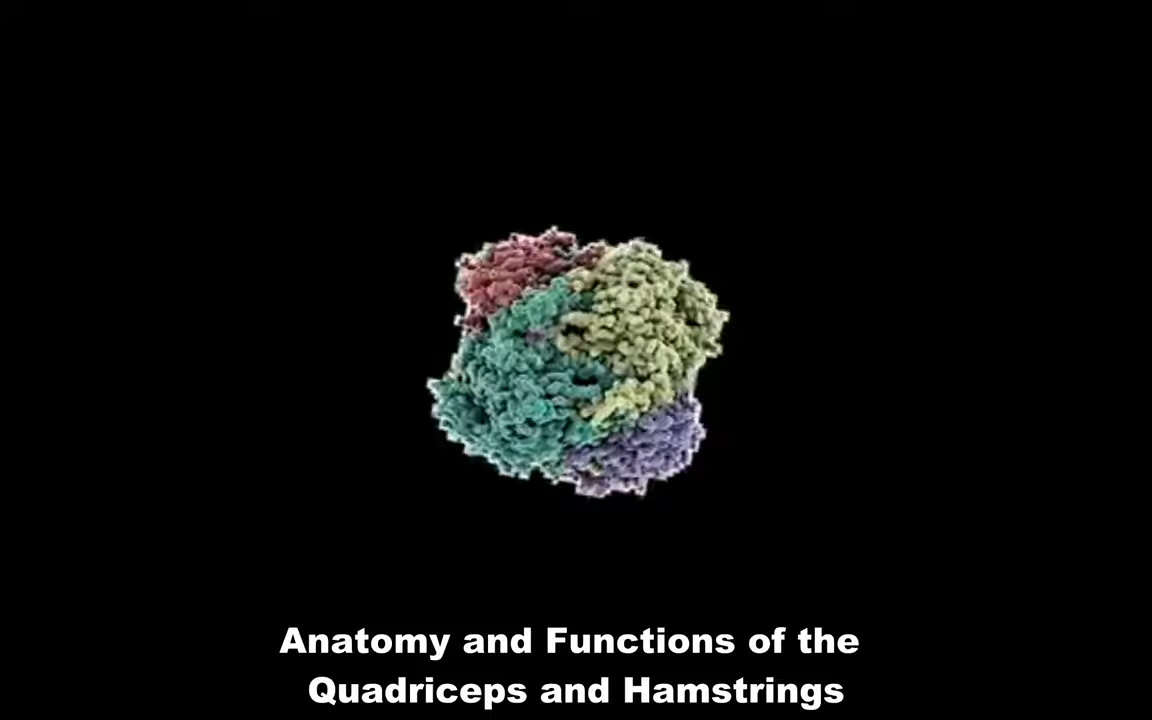 Anatomy and Functions of the
Quadriceps and Hamstrings